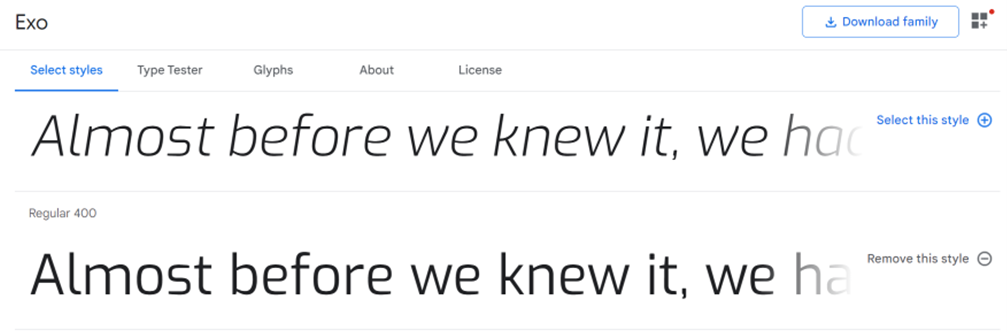 Exo
Download family
Select styles Type Tester Glyphs About License
Almost before we knew it, we had
Select this style
Regular 400
Almost before we knew it, we ha
Remove this style